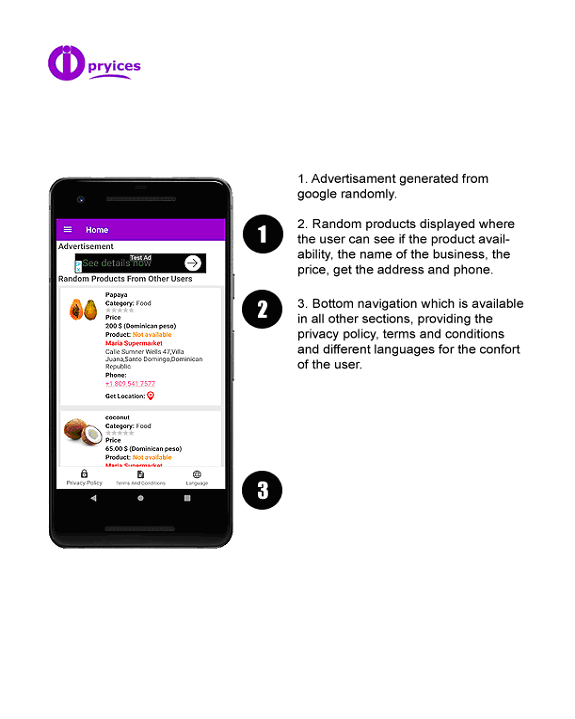 pryices
1. Advertisament generated from
google randomly.
2. Random products displayed where
the user can see if the product avail-
ability, the name of the business, the
price, get the address and phone.
3. Bottom navigation which is available
in all other sections, providing the
privacy policy, terms and conditions
and different languages for the confort
of the user.
1
2
3
Home
Advertisement
Test Ad
See details now
Random Products From Other Users
Papaya
Category: Food
Price
200 $ (Dominican peso)
Product: Not available
Maria Supermarket
Calle Sumner Wells 47,Villa
Juana,Santo Domingo,Dominican
Republic
Phone:
+1 809 541 7577
Get Location:
coconut
Category: Food
Price
65.00 $ (Dominican peso)
Product: Not available
Maria Supermarket
Privacy Policy
Terms And Conditions
Language